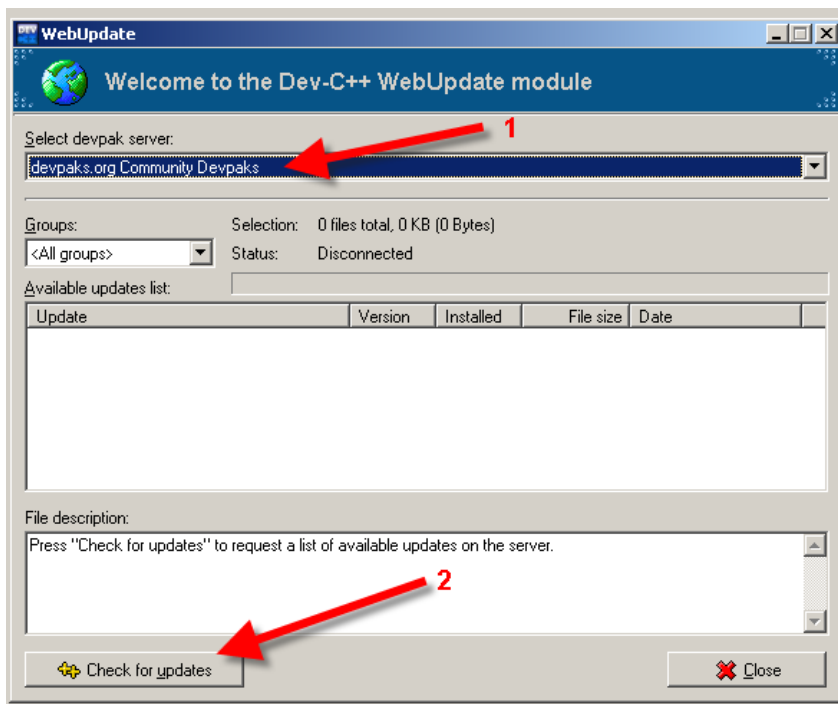 DEV WebUpdate
Welcome to the Dev-C++ WebUpdate module
1
Select devpak server:
devpaks.org Community Devpaks
Groups: Selection: 0 files total, 0 KB (0 Bytes)
<All groups> Status: Disconnected
Available updates list:
Update Version Installed File size Date
File description:
Press "Check for updates" to request a list of available updates on the server.
2
Check for updates Close